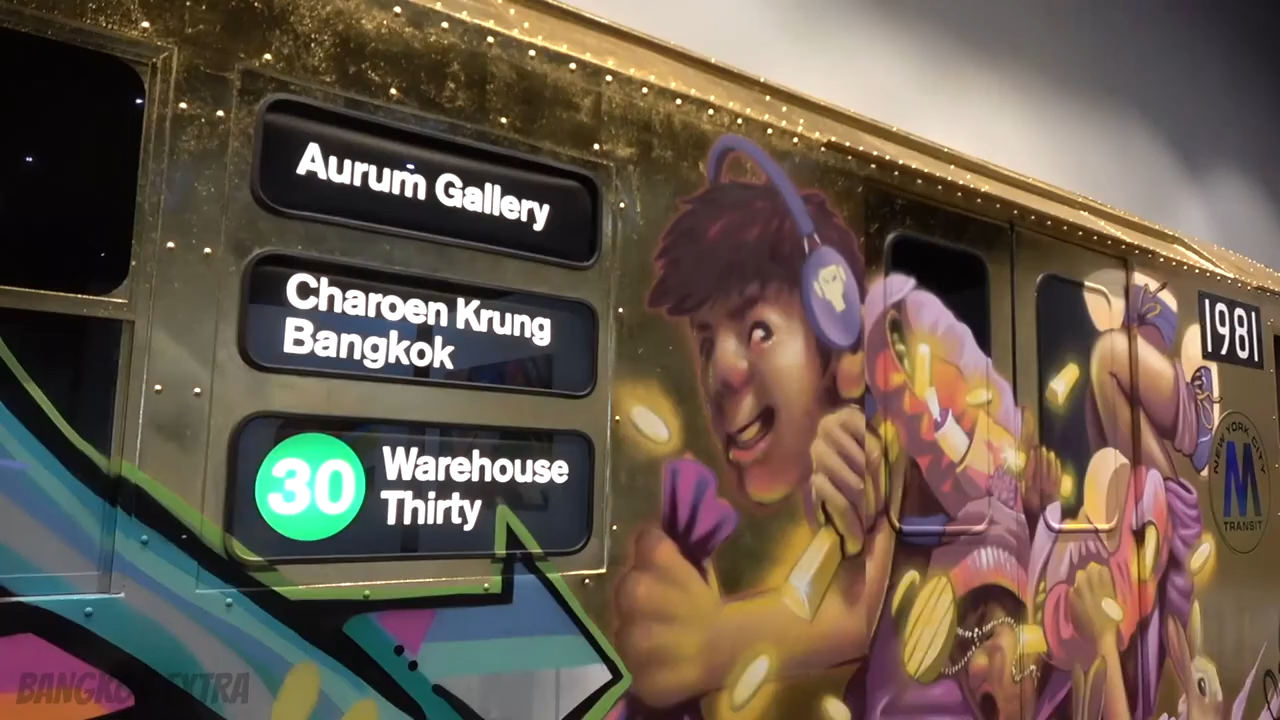 Aurum Gallery
Charoen Krung
Bangkok
30
Warehouse
Thirty
1981
NEW YORK CITY
M
TRANSIT
BANGKOK EXTRA